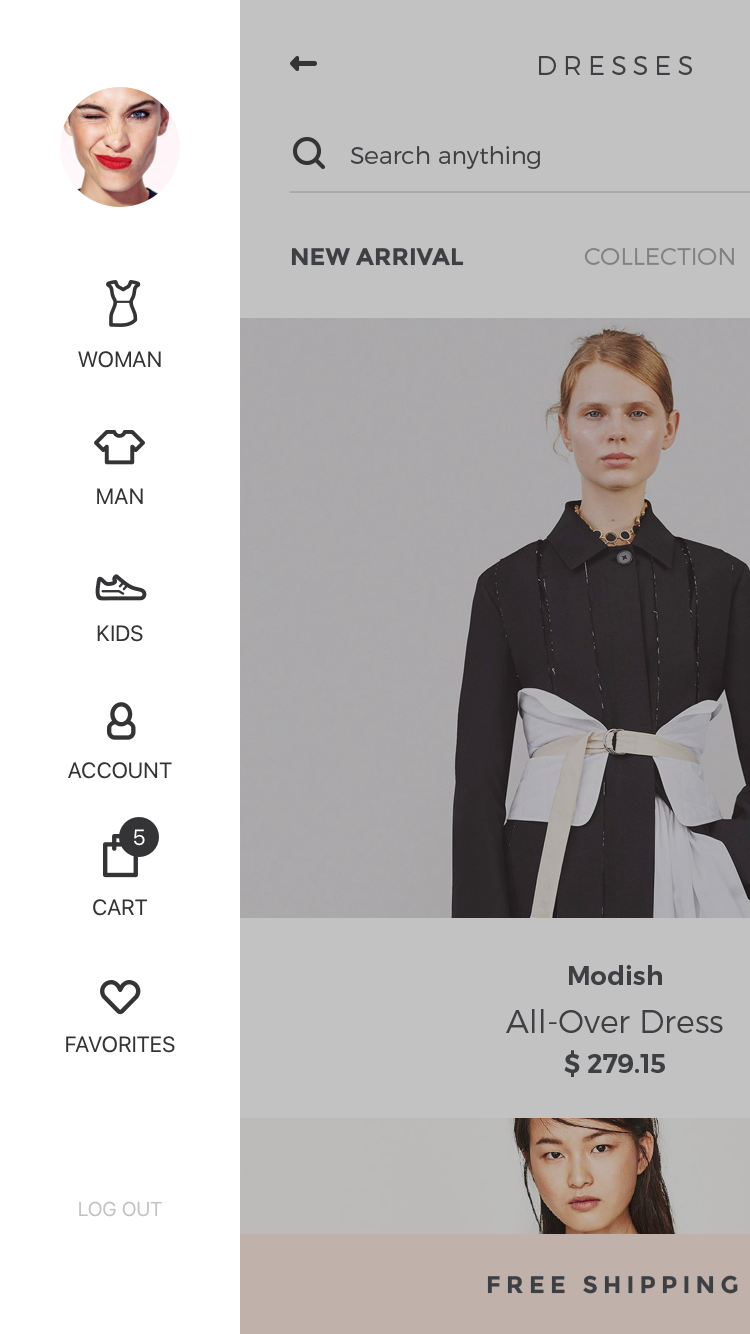 WOMAN
MAN
KIDS
ACCOUNT
5
CART
FAVORITES
LOG OUT
DRESSES
Search anything
NEW ARRIVAL
COLLECTION
Modish
All-Over Dress
$ 279.15
FREE SHIPPING